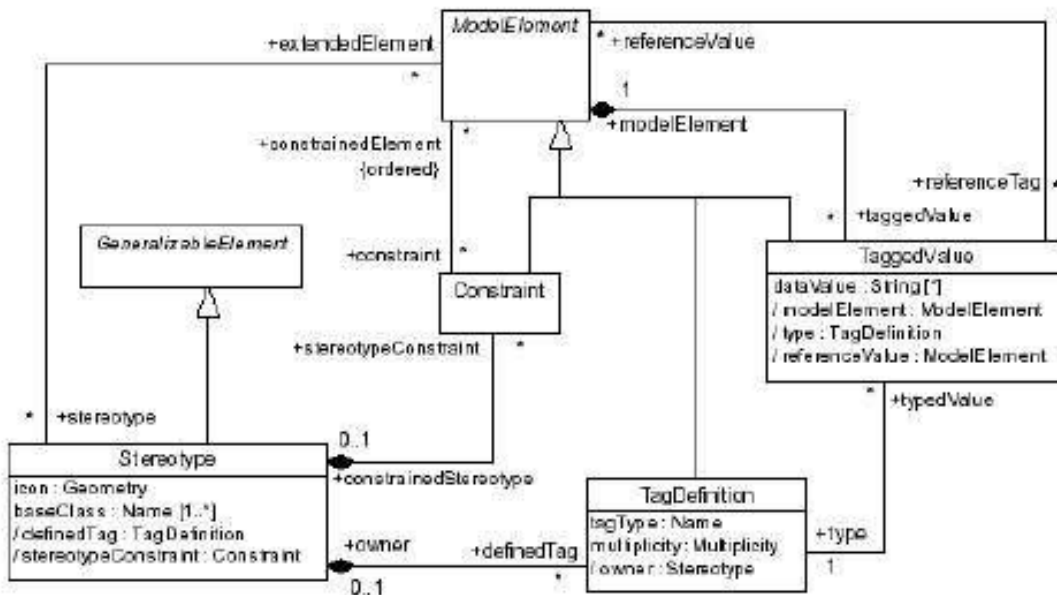 ModelElement
+extendedElement
*
* +referenceValue
1
+modelElement
*
+constrainedElement
{ordered}
+referenceTag *
* +taggedValue
GeneralizableElement
+constraint *
Constraint
TaggedValue
dataValue : String [*]
/ modelElement : ModelElement
/ type : TagDefinition
/ referenceValue : ModelElement
+stereotypeConstraint *
* +typedValue
* +stereotype
0..1
+constrainedStereotype
Stereotype
icon : Geometry
baseClass : Name [1..*]
/ definedTag : TagDefinition
/ stereotypeConstraint : Constraint
TagDefinition
tagType : Name
multiplicity : Multiplicity
/ owner : Stereotype
+owner
0..1
+definedTag
*
+type
1